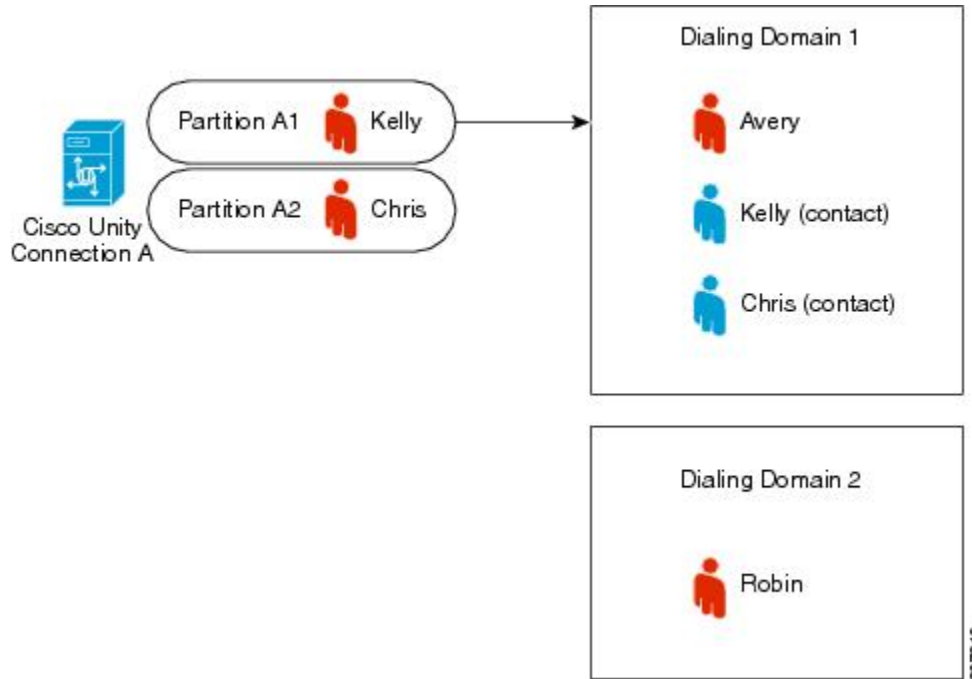 Dialing Domain 1
Partition A1
Kelly
Avery
Partition A2
Chris
Cisco Unity
Connection A
Kelly (contact)
Chris (contact)
Dialing Domain 2
Robin